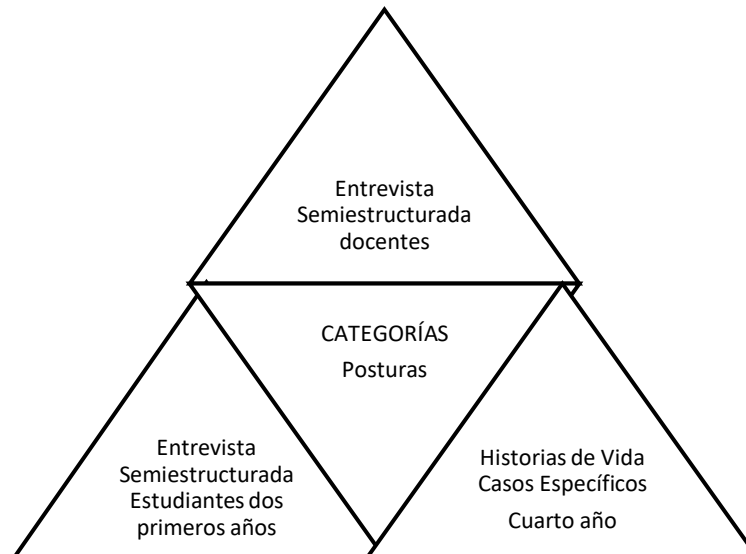 Entrevista
Semiestructurada
docentes
CATEGORÍAS
Posturas
Entrevista
Semiestructurada
Estudiantes dos
primeros años
Historias de Vida
Casos Específicos
Cuarto año